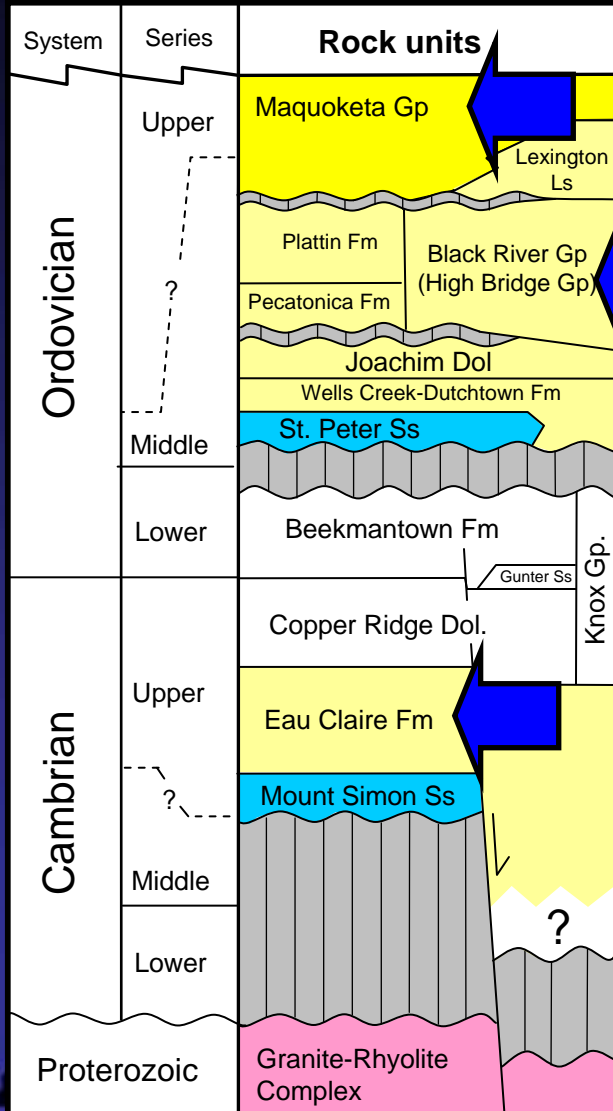 System Series Rock units
Ordovician
Upper
?
Middle
Lower
Maquoketa Gp
Lexington
Ls
Plattin Fm
Black River Gp
(High Bridge Gp)
Pecatonica Fm
Joachim Dol
Wells Creek-Dutchtown Fm
St. Peter Ss
Beekmantown Fm
Gunter Ss
Knox Gp.
Copper Ridge Dol.
Cambrian
Upper
?
Middle
Lower
Eau Claire Fm
Mount Simon Ss
?
Proterozoic
Granite-Rhyolite
Complex